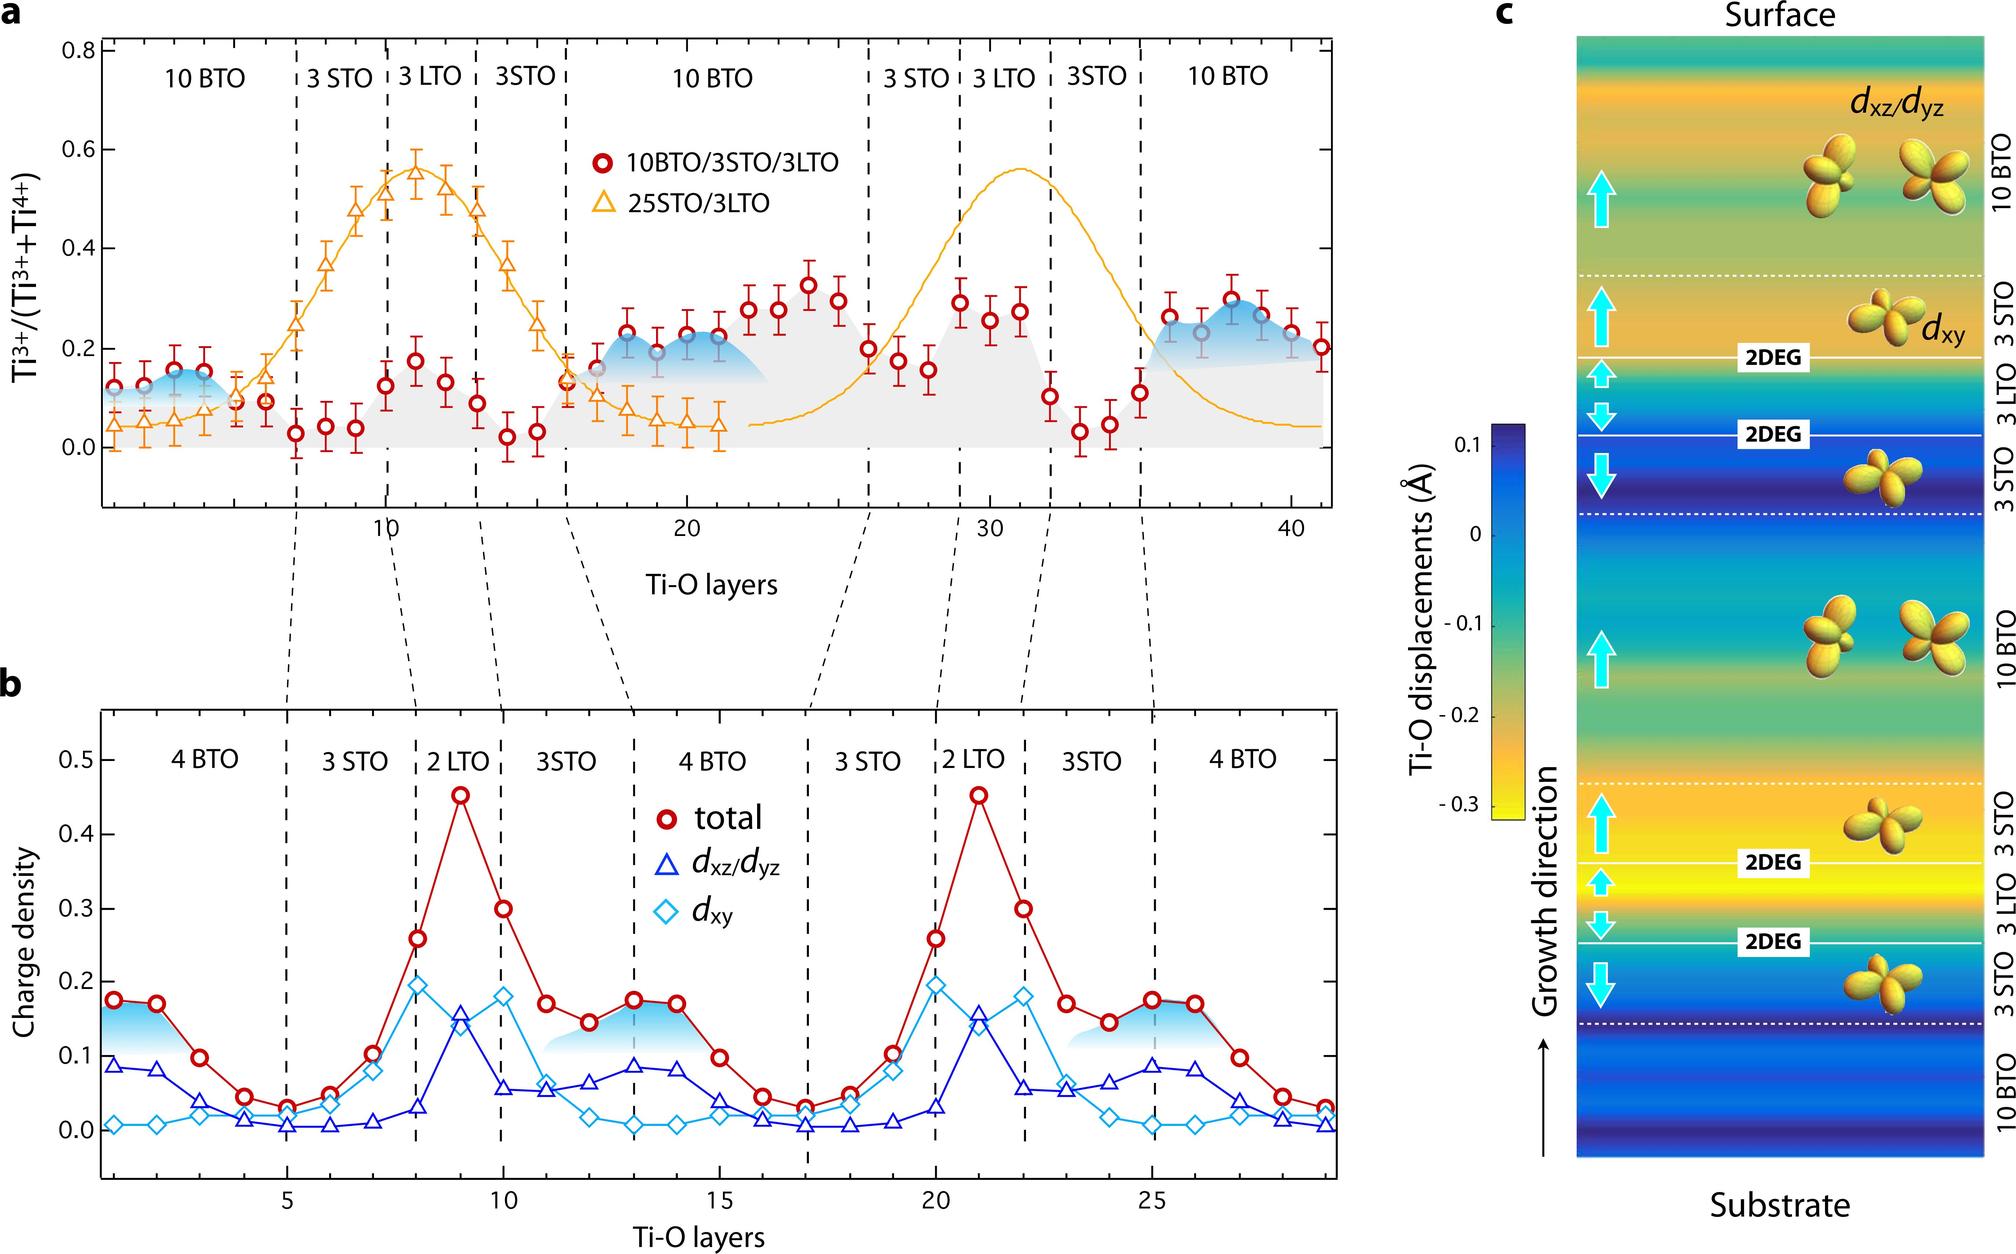 a
0.8
0.6
0.4
0.2
0.0
Ti3+/(Ti3++Ti4+)
10 BTO
3 STO
3 LTO
3STO
10 BTO
3 STO
3 LTO
3STO
10 BTO
10BTO/3STO/3LTO
25STO/3LTO
10
20
30
40
Ti-O layers
b
0.5
0.4
0.3
0.2
0.1
0.0
Charge density
4 BTO
3 STO
2 LTO
3STO
4 BTO
3 STO
2 LTO
3STO
4 BTO
total
dxz/dyz
dxy
5
10
15
20
25
Ti-O layers
c
Surface
dxz/dyz
dxy
2DEG
2DEG
2DEG
2DEG
10 BTO
3 STO
3 LTO
3 STO
10 BTO
3 STO
3 LTO
3 STO
10 BTO
0.1
0
- 0.1
- 0.2
- 0.3
Ti-O displacements (Å)
Growth direction
Substrate